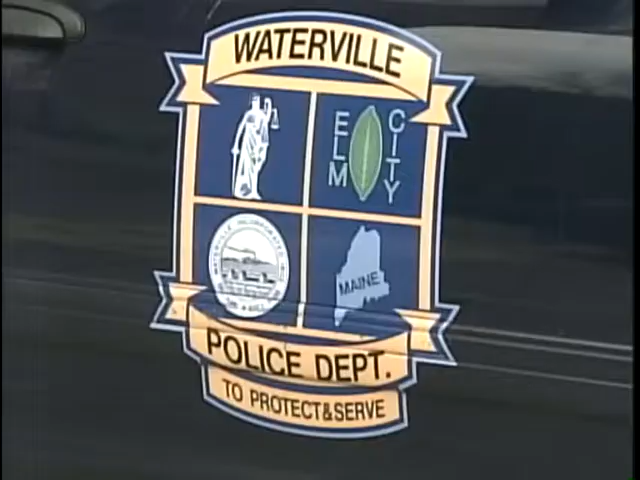 WATERVILLE
ELM CITY
MAINE
POLICE DEPT.
TO PROTECT&SERVE